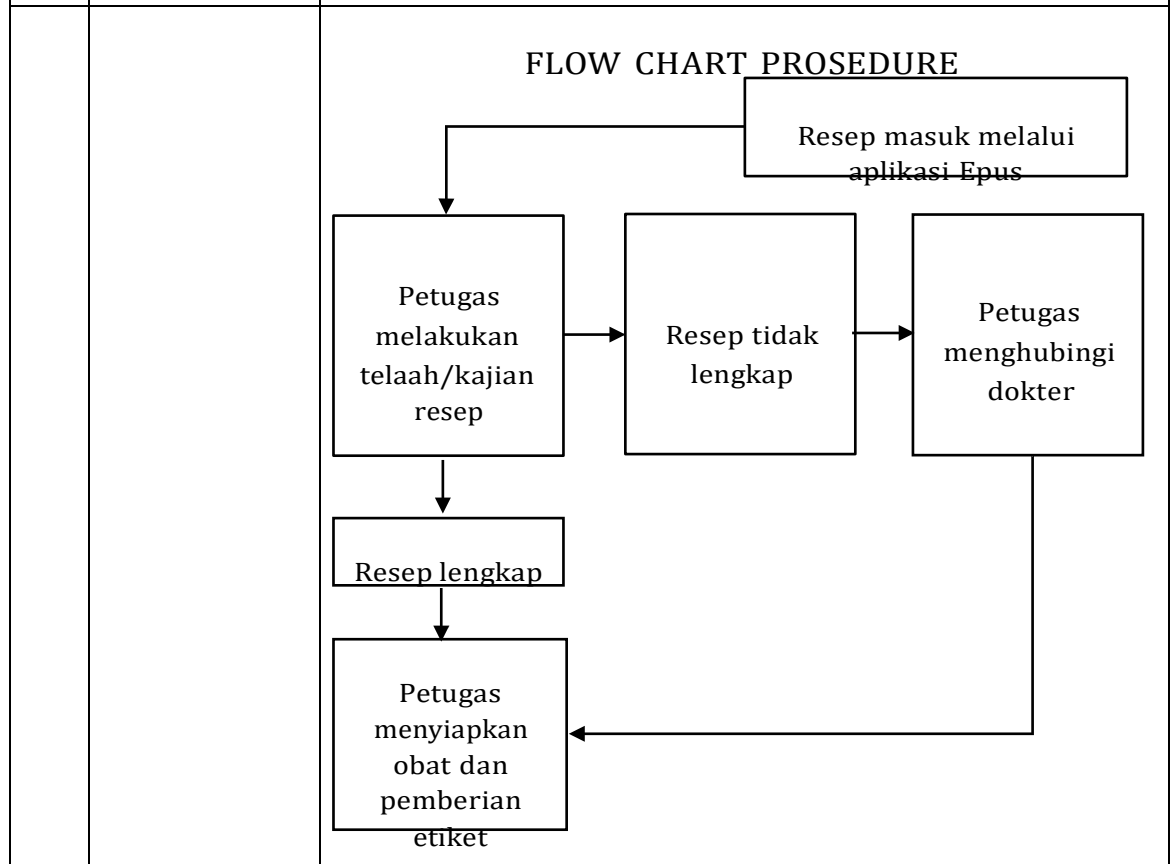 FLOW CHART PROSEDURE
Resep masuk melalui
aplikasi Epus
Petugas
melakukan
telaah/kajian
resep
Resep tidak
lengkap
Petugas
menghubingi
dokter
Resep lengkap
Petugas
menyiapkan
obat dan
pemberian
etiket